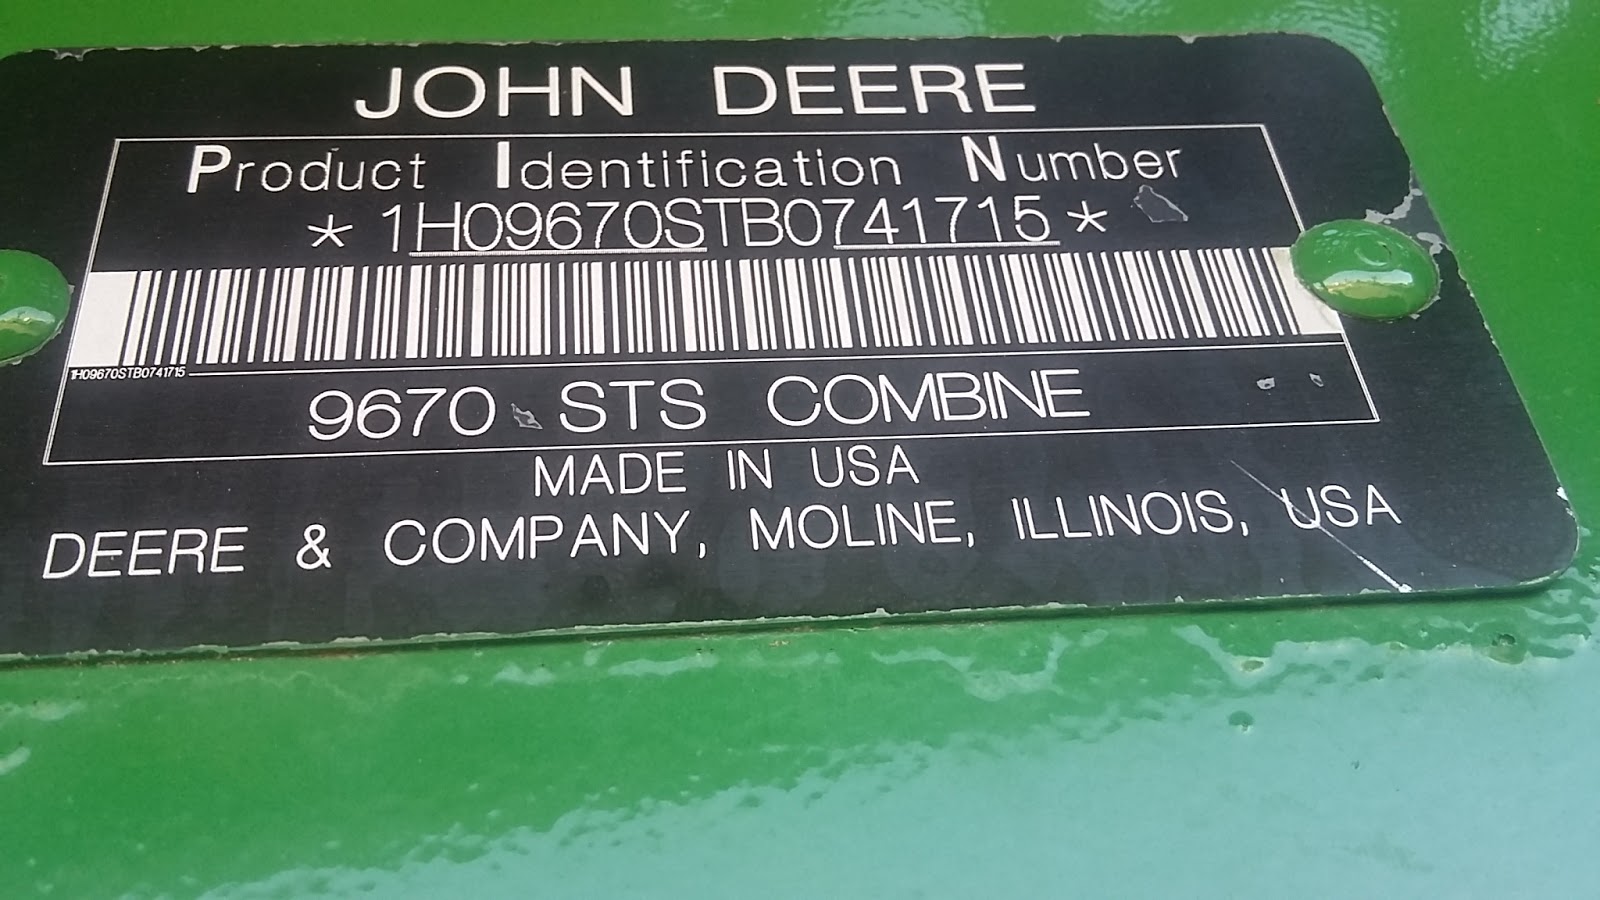 JOHN DEERE
Product Identification Number
* 1H09670STB0741715 *
1H09670STB0741715
9670 STS COMBINE
MADE IN USA
DEERE & COMPANY, MOLINE, ILLINOIS, USA